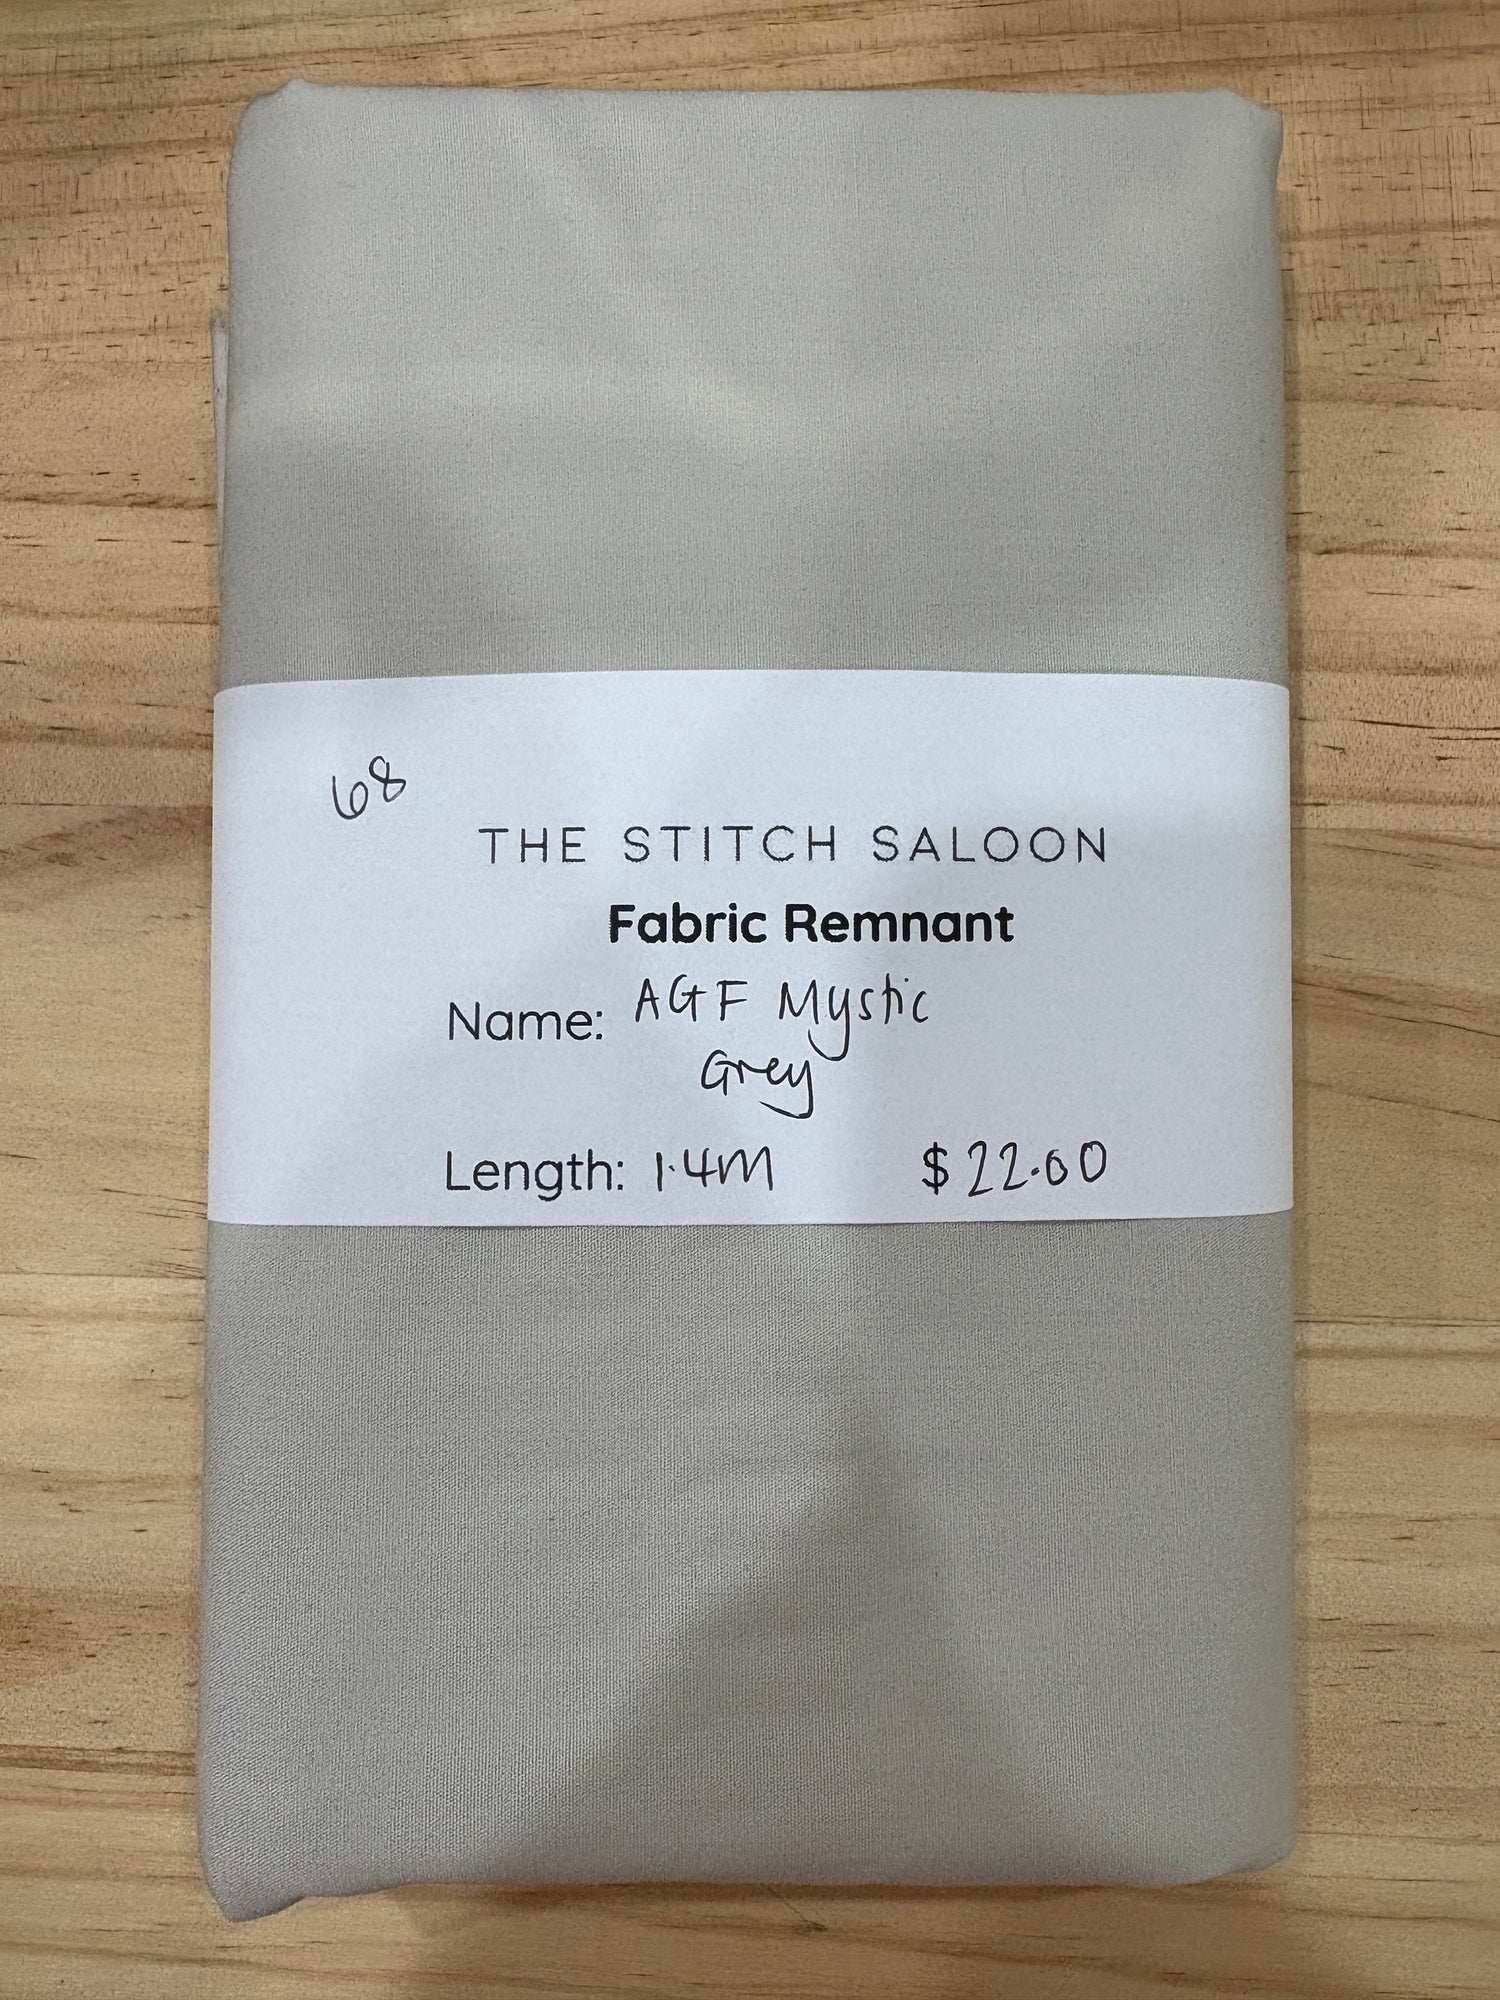 68
THE STITCH SALOON
Fabric Remnant
Name: AGF Mystic
Grey
Length: 1.4M $22.00